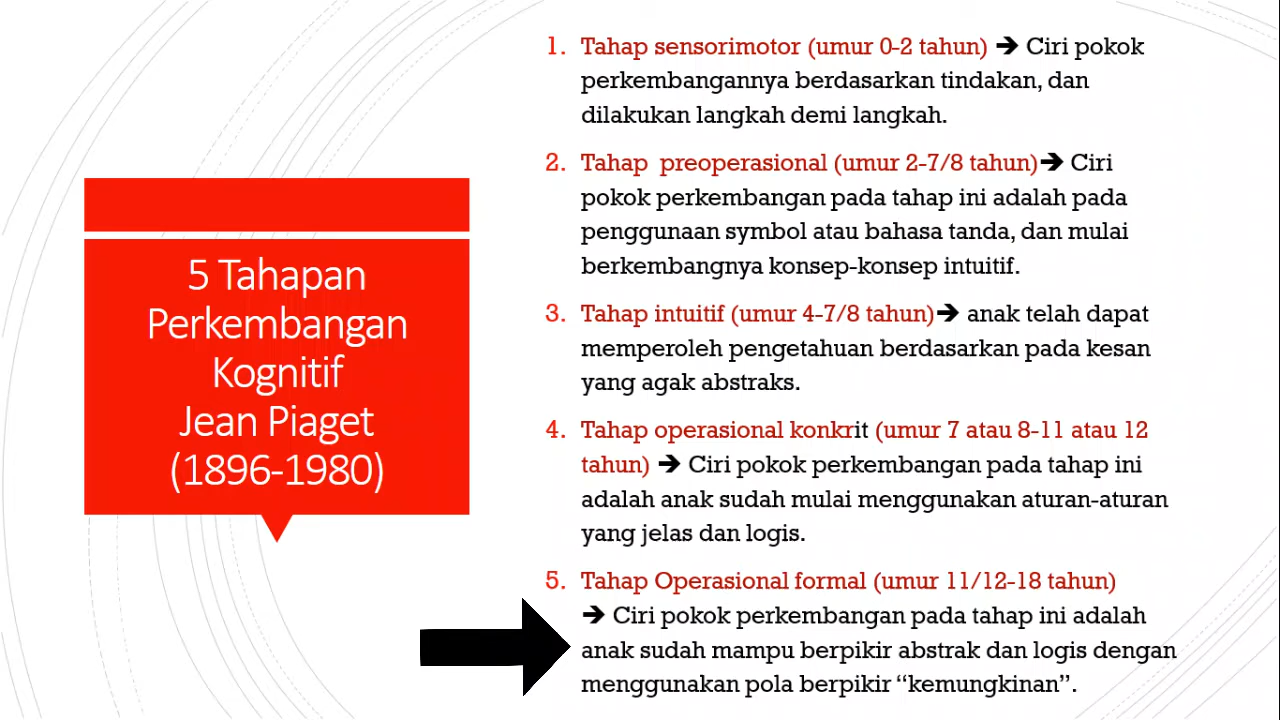 5 Tahapan
Perkembangan
Kognitif
Jean Piaget
(1896-1980)
1. Tahap sensorimotor (umur 0-2 tahun) ➔ Ciri pokok
perkembangannya berdasarkan tindakan, dan
dilakukan langkah demi langkah.
2. Tahap preoperasional (umur 2-7/8 tahun)➔ Ciri
pokok perkembangan pada tahap ini adalah pada
penggunaan symbol atau bahasa tanda, dan mulai
berkembangnya konsep-konsep intuitif.
3. Tahap intuitif (umur 4-7/8 tahun)➔ anak telah dapat
memperoleh pengetahuan berdasarkan pada kesan
yang agak abstraks.
4. Tahap operasional konkrit (umur 7 atau 8-11 atau 12
tahun) ➔ Ciri pokok perkembangan pada tahap ini
adalah anak sudah mulai menggunakan aturan-aturan
yang jelas dan logis.
5. Tahap Operasional formal (umur 11/12-18 tahun)
➔ Ciri pokok perkembangan pada tahap ini adalah
anak sudah mampu berpikir abstrak dan logis dengan
menggunakan pola berpikir “kemungkinan”.